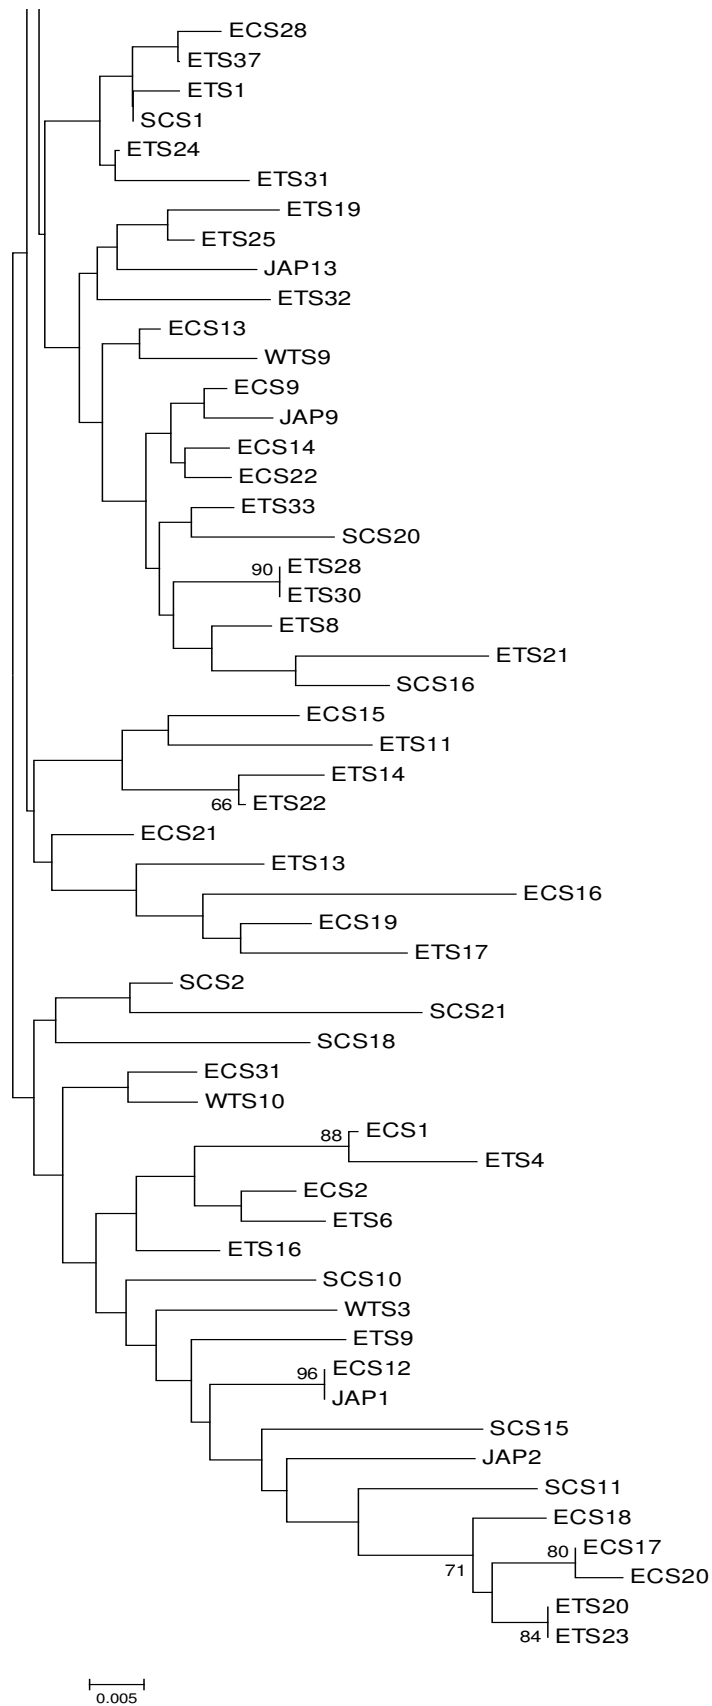 ECS28
ETS37
ETS1
SCS1
ETS24
ETS31
ETS19
ETS25
JAP13
ETS32
ECS13
WTS9
ECS9
JAP9
ECS14
ECS22
ETS33
SCS20
90 ETS28
ETS30
ETS8
ETS21
SCS16
ECS15
ETS11
ETS14
66 ETS22
ECS21
ETS13
ECS16
ECS19
ETS17
SCS2
SCS21
SCS18
ECS31
WTS10
88 ECS1
ETS4
ECS2
ETS6
ETS16
SCS10
WTS3
ETS9
96 ECS12
JAP1
SCS15
JAP2
SCS11
ECS18
80 ECS17
71 ECS20
ETS20
84 ETS23
0.005